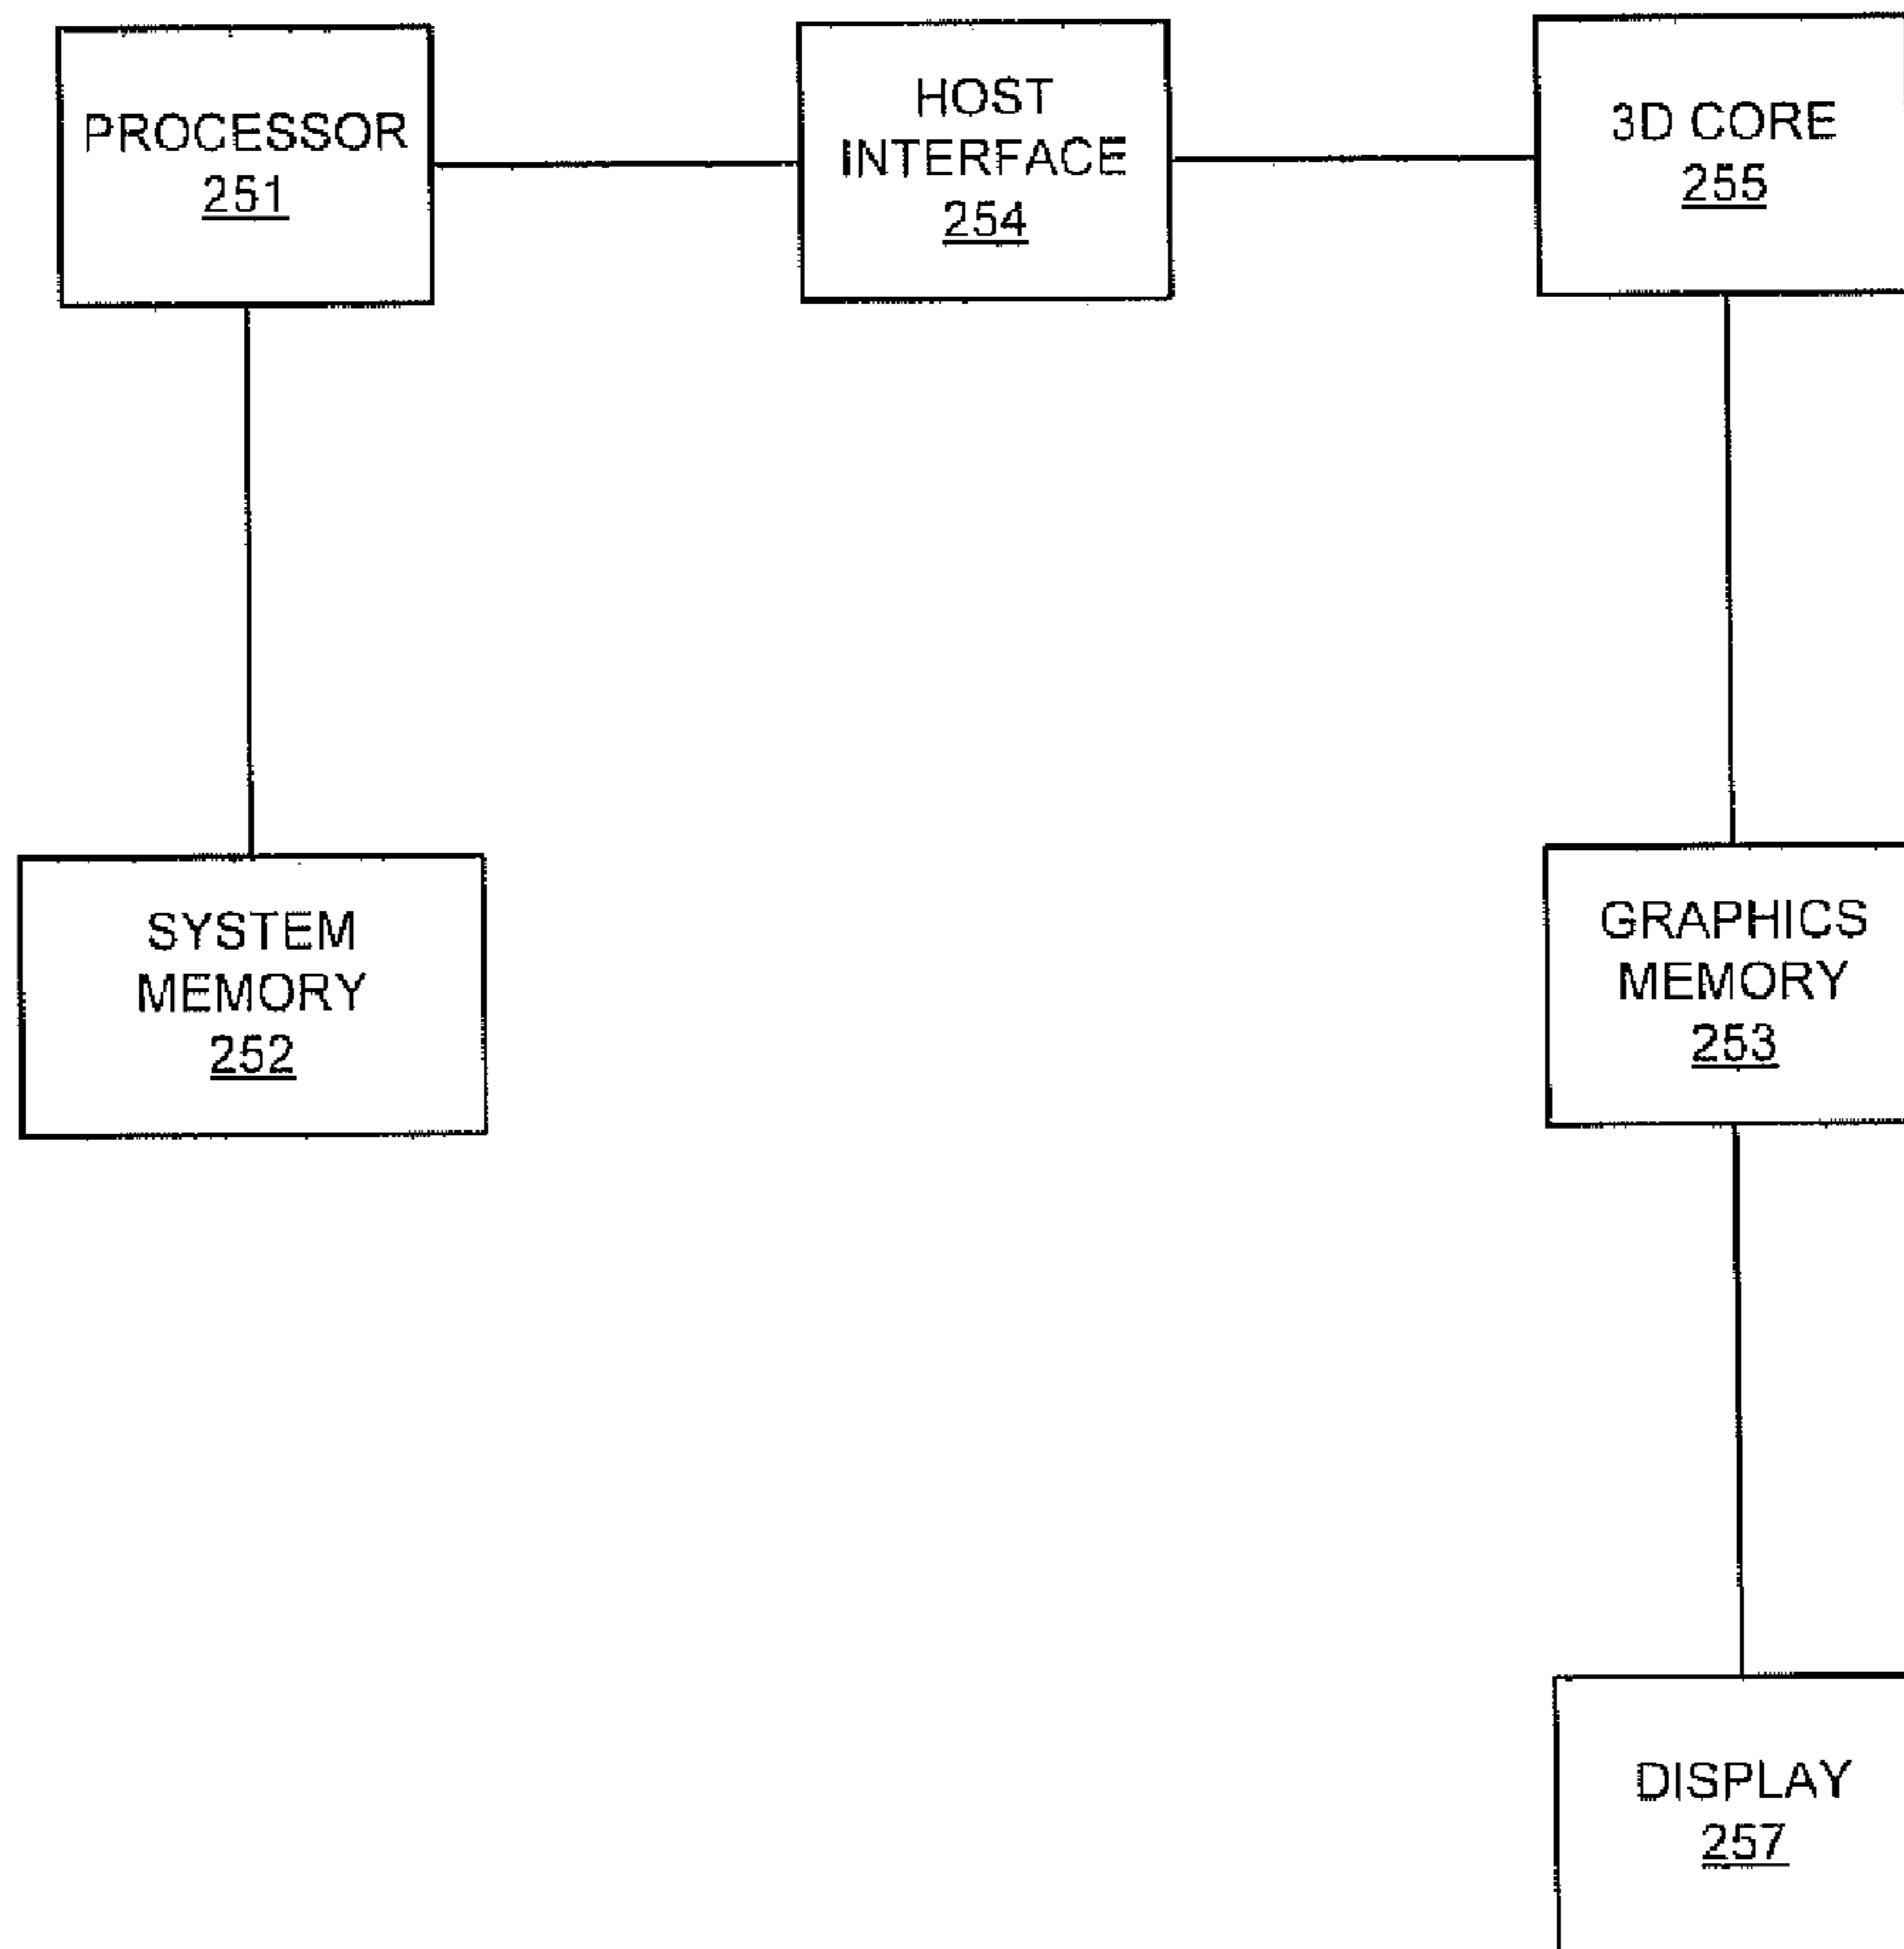 PROCESSOR
251
HOST
INTERFACE
254
3D CORE
255
SYSTEM
MEMORY
252
GRAPHICS
MEMORY
253
DISPLAY
257